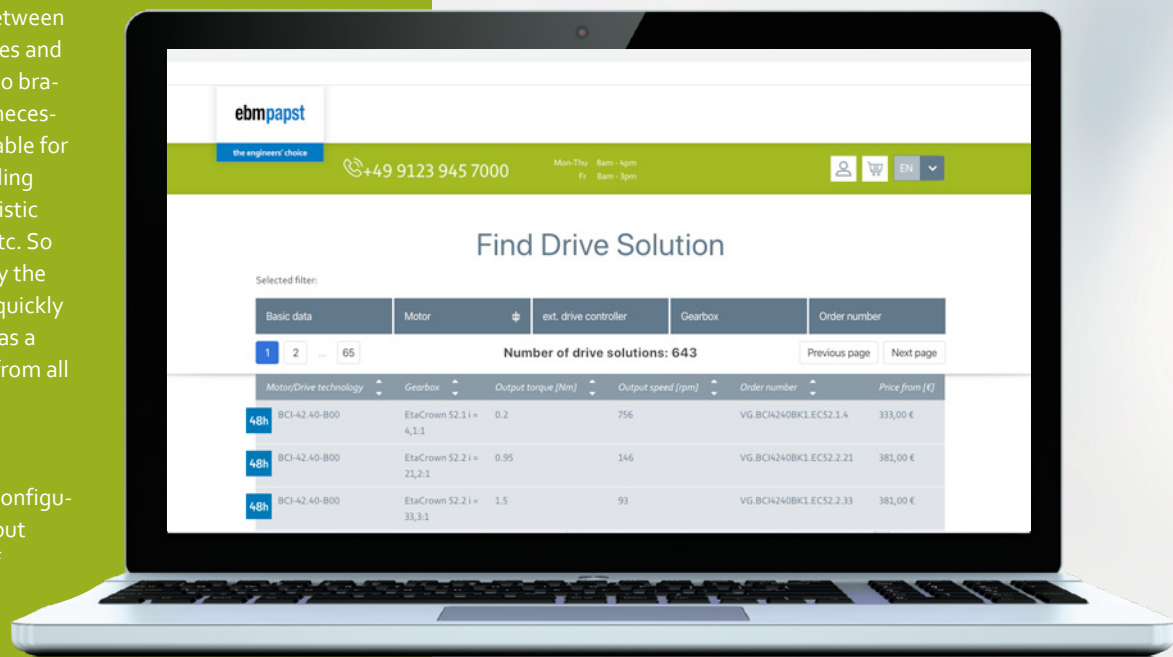 etween
es and
o bra-
neces-
able for
ling
istic
tc. So
y the
quickly
as a
from all
onfigu-
out
ebmpapst
the engineers' choice
+49 9123 945 7000
Mon-Thu 8am - 4pm
Fr 8am - 3pm
EN
Find Drive Solution
Selected filter:
Basic data Motor ext. drive controller Gearbox Order number
1 2 ... 65 Number of drive solutions: 643 Previous page Next page
Motor/Drive technology Gearbox Output torque [Nm] Output speed [rpm] Order number Price from [€]
48h BCI-42.40-B00 EtaCrown 52.1 i = 0.2 756 VG.BCI4240BK1.EC52.1.4 333,00 €
4,1:1
48h BCI-42.40-B00 EtaCrown 52.2 i = 0.95 146 VG.BCI4240BK1.EC52.2.21 381,00 €
21,2:1
48h BCI-42.40-B00 EtaCrown 52.2 i = 1.5 93 VG.BCI4240BK1.EC52.2.33 381,00 €
33,3:1